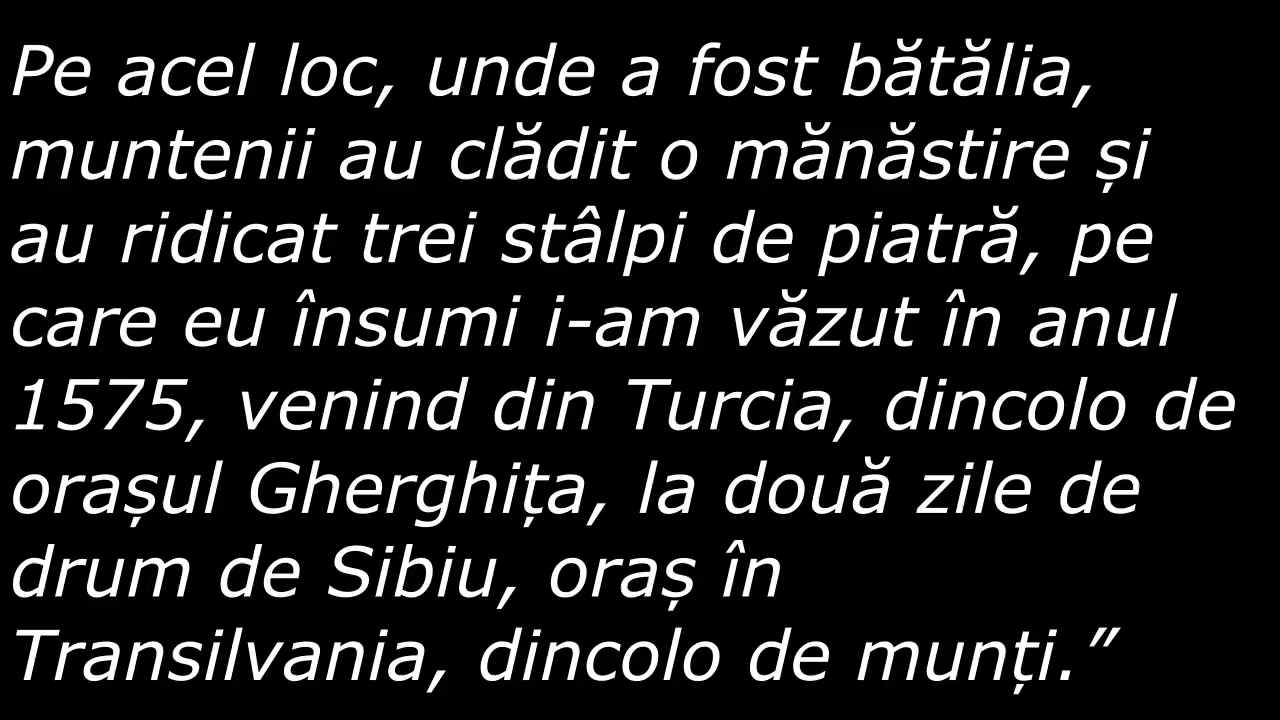 Pe acel loc, unde a fost bătălia,
muntenii au clădit o mănăstire și
au ridicat trei stâlpi de piatră, pe
care eu însumi i-am văzut în anul
1575, venind din Turcia, dincolo de
orașul Gherghița, la două zile de
drum de Sibiu, oraș în
Transilvania, dincolo de munți.”